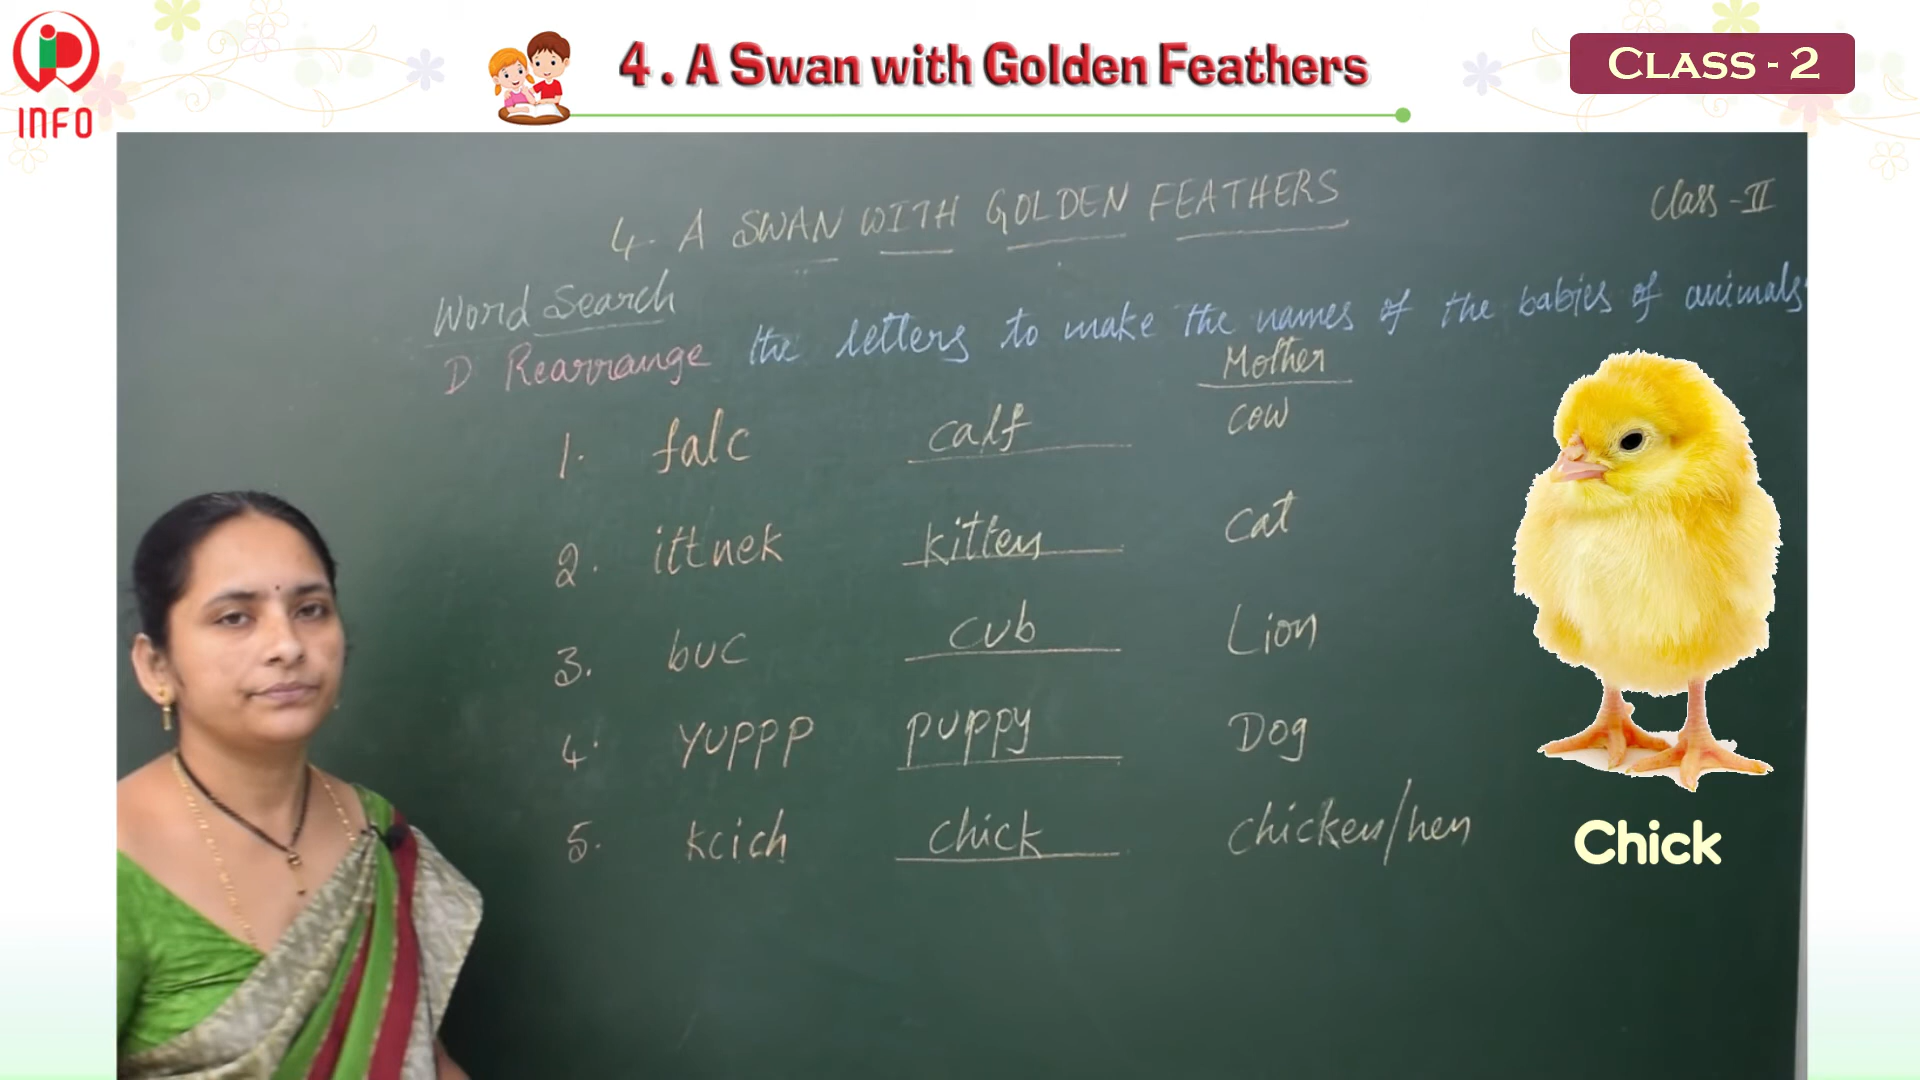 INFO
4 . A Swan with Golden Feathers
CLASS - 2
4. A SWAN WITH GOLDEN FEATHERS
Class - II
Word Search
D Rearrange the letters to make the names of the babies of animals.
Mother
1. falc calf cow
2. ittnek kitten cat
3. buc cub Lion
4. yuppp puppy Dog
5. kcich chick chicken/hen
Chick